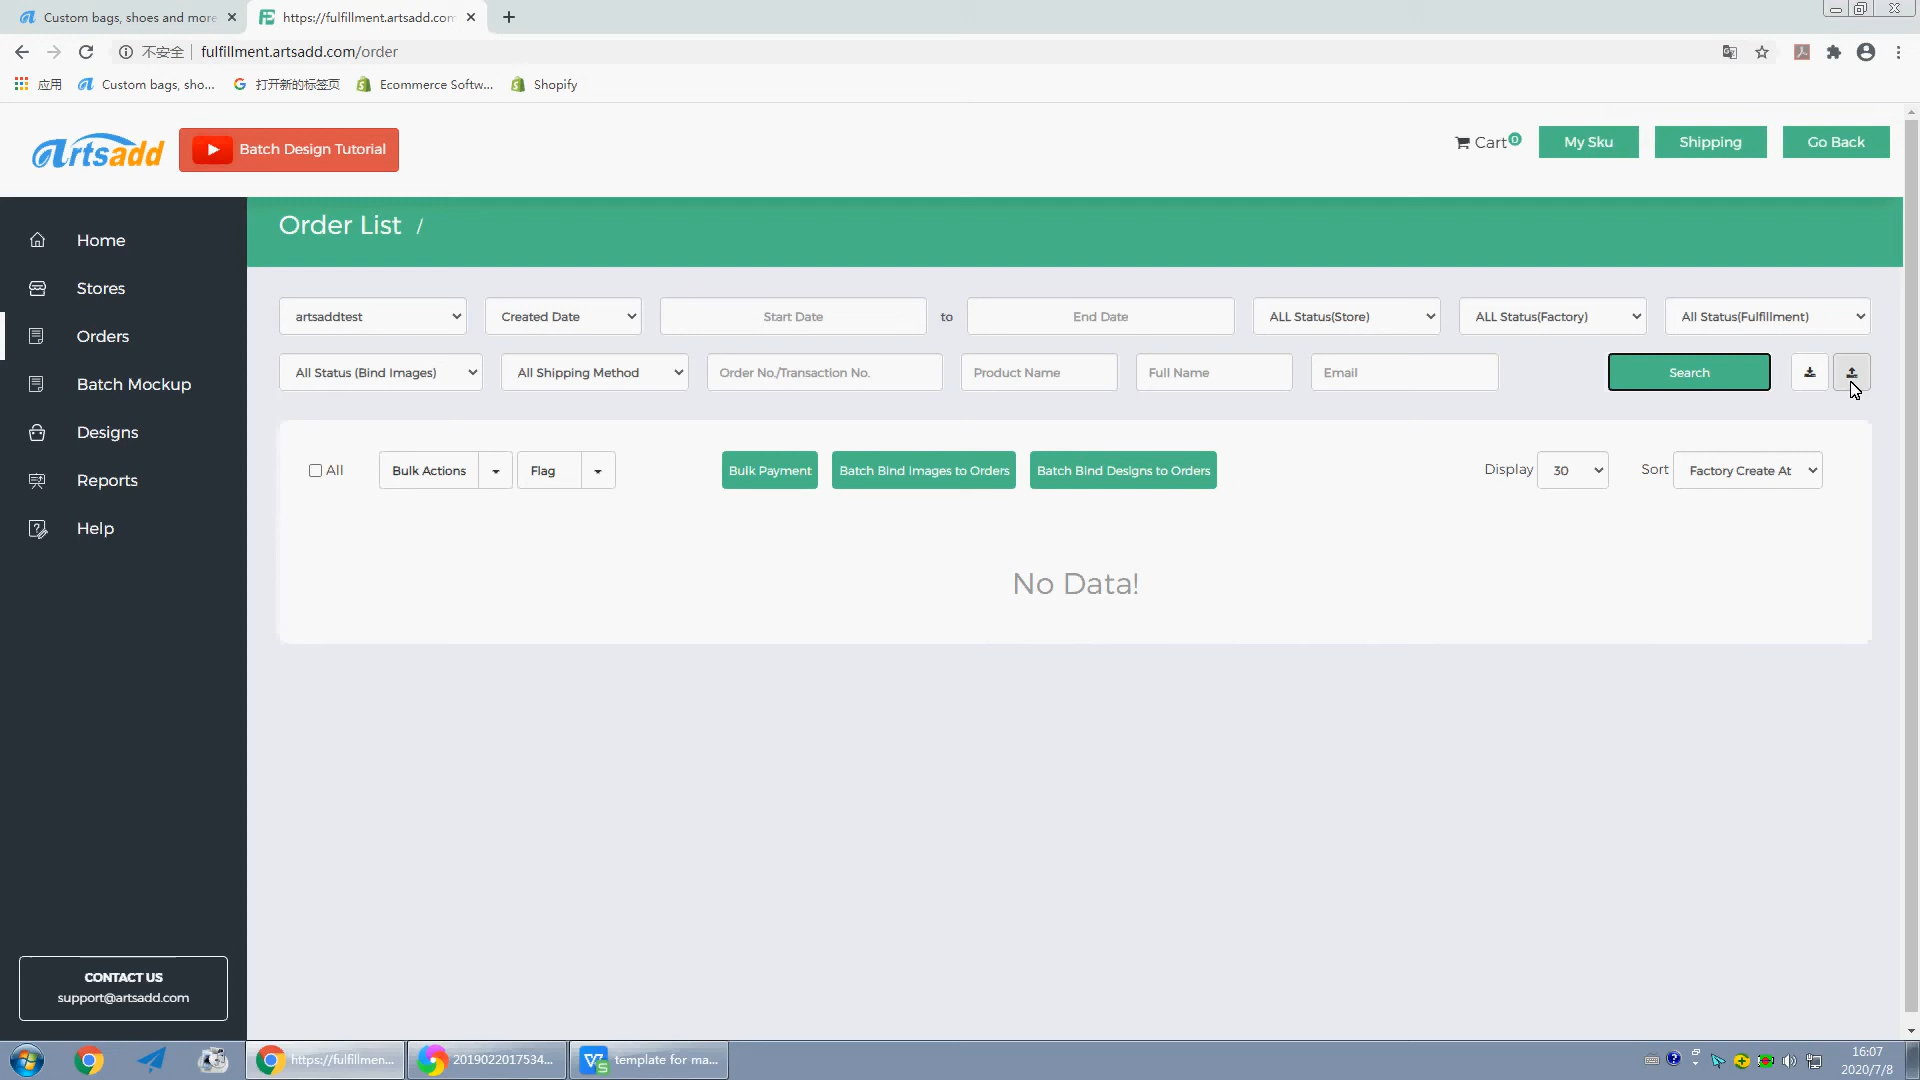 Custom bags, shoes and more
https://fulfillment.artsadd.com
不安全
fulfillment.artsadd.com/order
应用
Custom bags, sho...
打开新的标签页
Ecommerce Softw...
Shopify
artsadd
Batch Design Tutorial
Cart 0
My Sku
Shipping
Go Back
Home
Stores
Orders
Batch Mockup
Designs
Reports
Help
CONTACT US
support@artsadd.com
Order List /
artsaddtest
Created Date
Start Date
to
End Date
ALL Status(Store)
ALL Status(Factory)
All Status(Fulfillment)
All Status (Bind Images)
All Shipping Method
Order No./Transaction No.
Product Name
Full Name
Email
Search
All
Bulk Actions
Flag
Bulk Payment
Batch Bind Images to Orders
Batch Bind Designs to Orders
Display
30
Sort
Factory Create At
No Data!
https://fulfillmen...
2019022017534...
template for ma...
16:07
2020/7/8